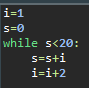 i=1
s=0
while s<20:
    s=s+i
    i=i+2